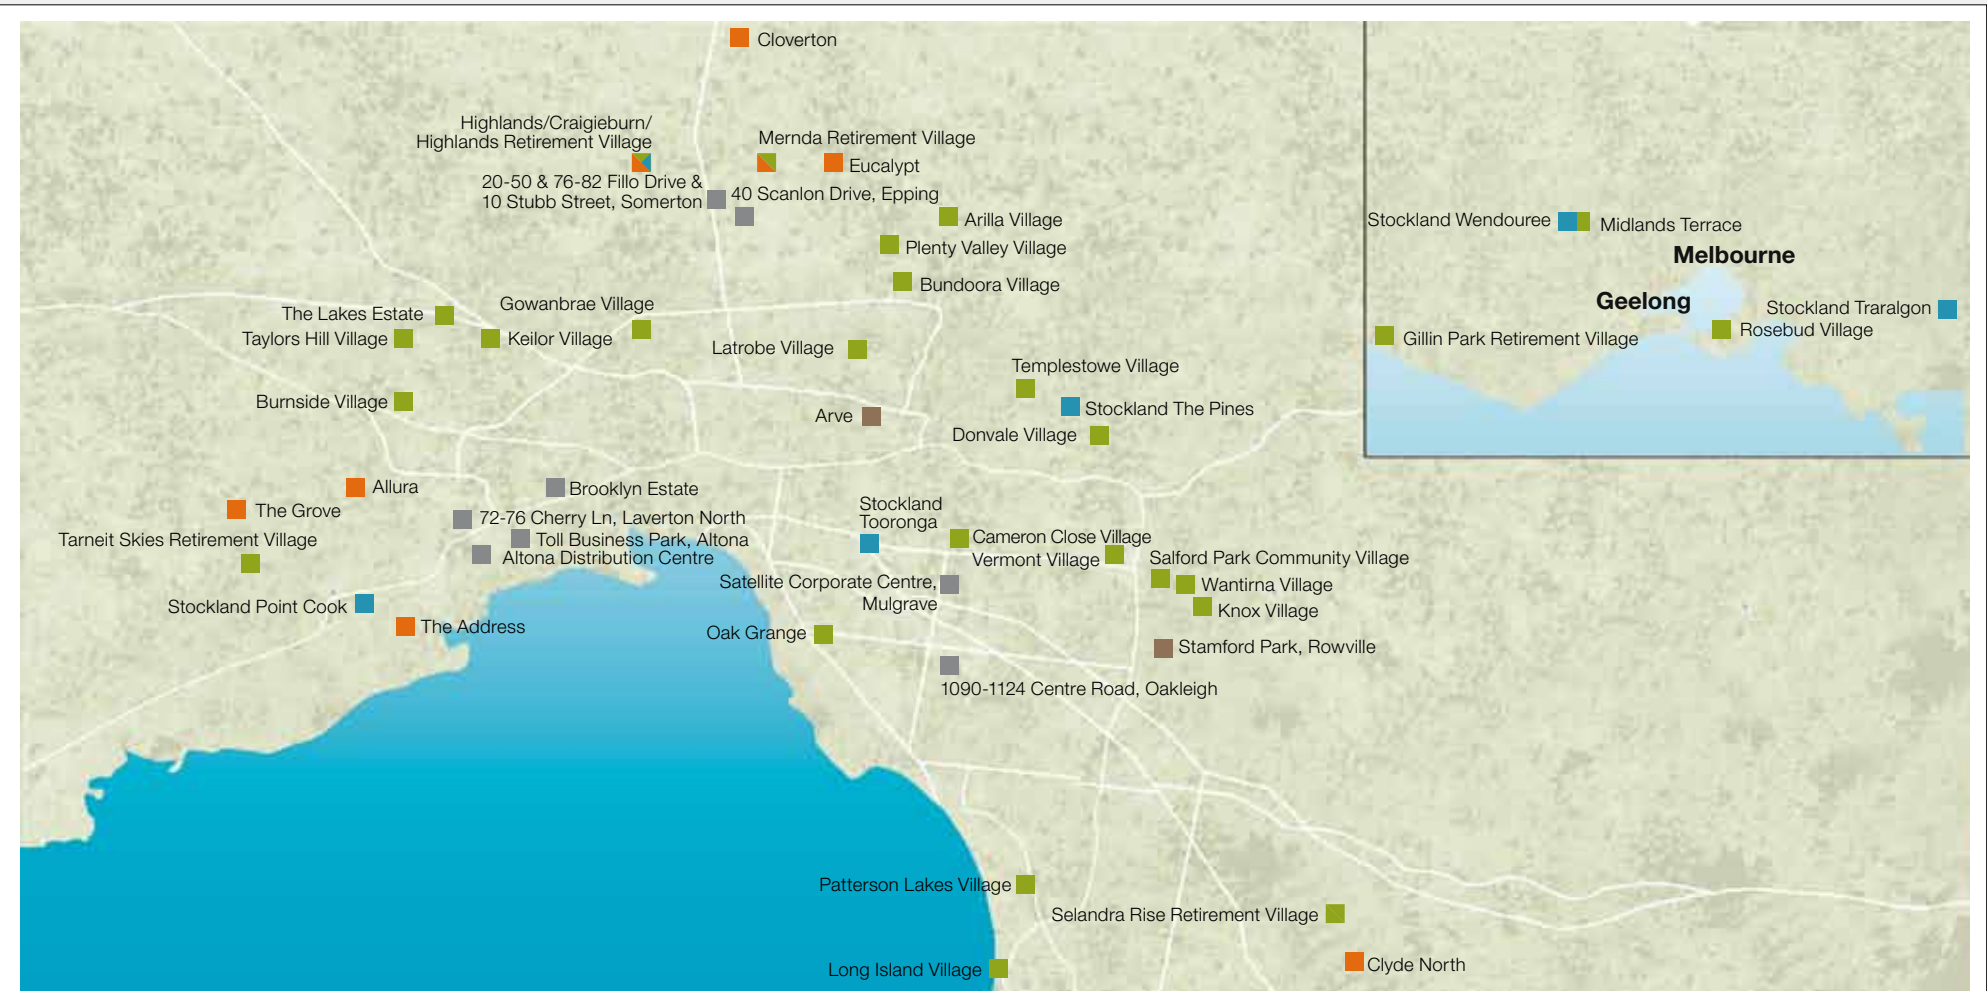 Cloverton
Highlands/Craigieburn/
Highlands Retirement Village
Mernda Retirement Village
Eucalypt
20-50 & 76-82 Fillo Drive &
10 Stubb Street, Somerton
40 Scanlon Drive, Epping
Arilla Village
Plenty Valley Village
Bundoora Village
Stockland Wendouree
Midlands Terrace
Melbourne
Geelong
Stockland Traralgon
Rosebud Village
Gillin Park Retirement Village
The Lakes Estate
Gowanbrae Village
Taylors Hill Village
Keilor Village
Latrobe Village
Templestowe Village
Burnside Village
Stockland The Pines
Arve
Donvale Village
Allura
Brooklyn Estate
The Grove
72-76 Cherry Ln, Laverton North
Stockland
Tooronga
Tarneit Skies Retirement Village
Toll Business Park, Altona
Altona Distribution Centre
Cameron Close Village
Vermont Village
Salford Park Community Village
Satellite Corporate Centre,
Mulgrave
Wantirna Village
Knox Village
Stockland Point Cook
The Address
Oak Grange
Stamford Park, Rowville
1090-1124 Centre Road, Oakleigh
Patterson Lakes Village
Selandra Rise Retirement Village
Long Island Village
Clyde North